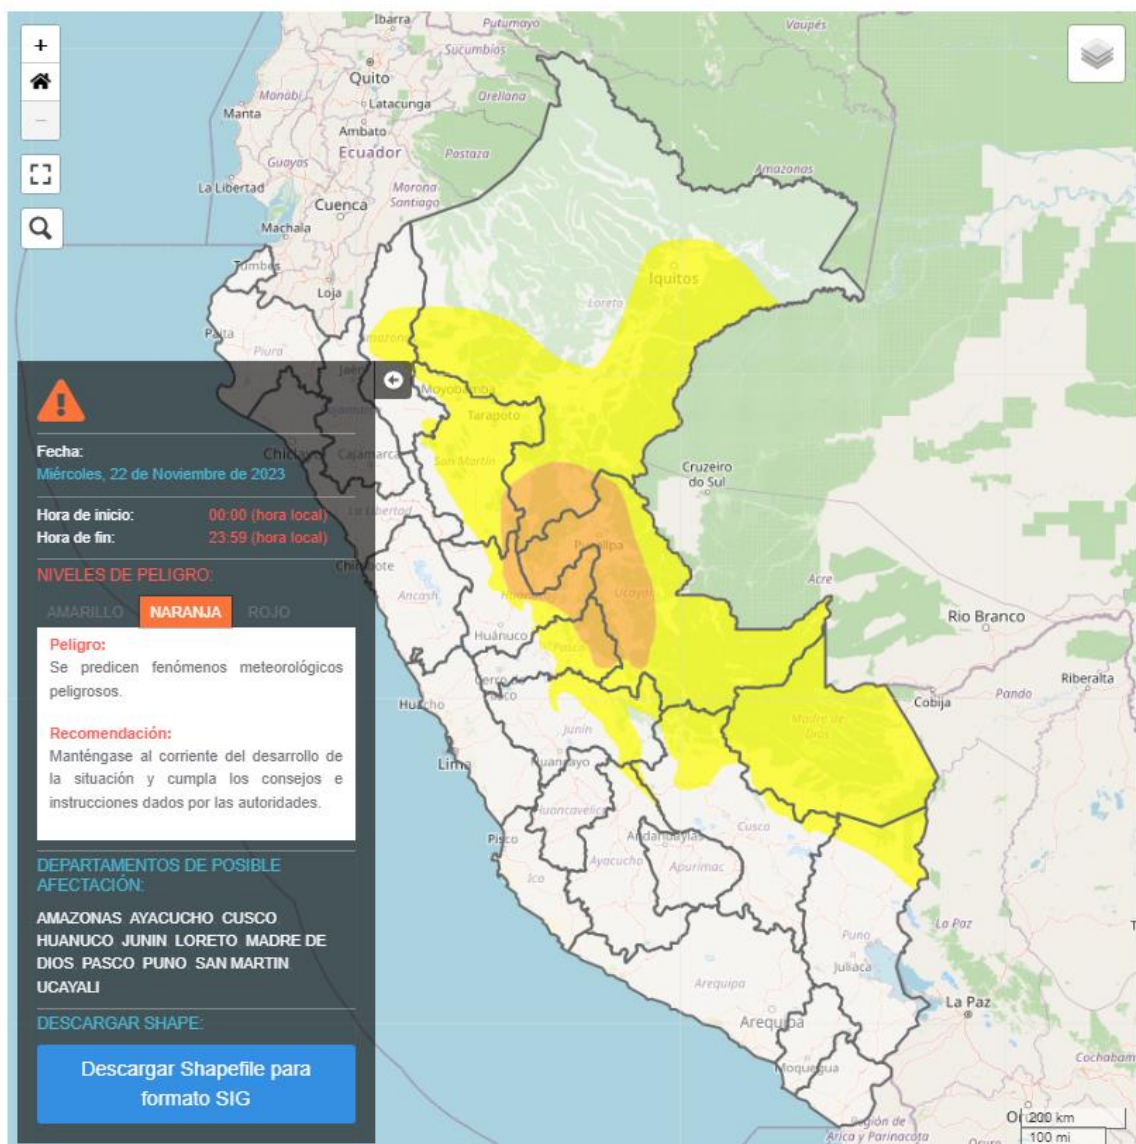 +
−
Ibarra
Putumayo
Vaupés
Sucumbíos
Quito
Manabí
Latacunga
Orellana
Manta
Ambato
Ecuador
Pastaza
Guayas
Amazonas
La Libertad
Morona-
Santiago
Cuenca
Machala
Tumbes
Iquitos
Loja
Loreto
Paita
Piura
Amazonas
Jaén
Moyobamba
Tarapoto
Chiclayo
Cajamarca
San Martín
Cruzeiro
do Sul
La Libertad
Chimbote
Pucallpa
Acre
Ancash
Huánuco
Ucayali
Rio Branco
Huánuco
Pasco
Riberalta
Cerro de
Pasco
Pando
Huacho
Cobija
Madre de
Dios
Junín
Lima
Huancayo
Huancavelica
Cusco
Pisco
Andahuaylas
Ayacucho
Apurímac
Ica
La Paz
Puno
Juliaca
Arequipa
La Paz
Arequipa
Moquegua
Cochabam
Oruro
Región de
Arica y Parinacota
200 km
100 mi
Fecha:
Miércoles, 22 de Noviembre de 2023
Hora de inicio: 00:00 (hora local)
Hora de fin: 23:59 (hora local)
NIVELES DE PELIGRO:
AMARILLO NARANJA ROJO
Peligro:
Se predicen fenómenos meteorológicos
peligrosos.
Recomendación:
Manténgase al corriente del desarrollo de
la situación y cumpla los consejos e
instrucciones dados por las autoridades.
DEPARTAMENTOS DE POSIBLE
AFECTACIÓN:
AMAZONAS AYACUCHO CUSCO
HUANUCO JUNIN LORETO MADRE DE
DIOS PASCO PUNO SAN MARTIN
UCAYALI
DESCARGAR SHAPE:
Descargar Shapefile para
formato SIG